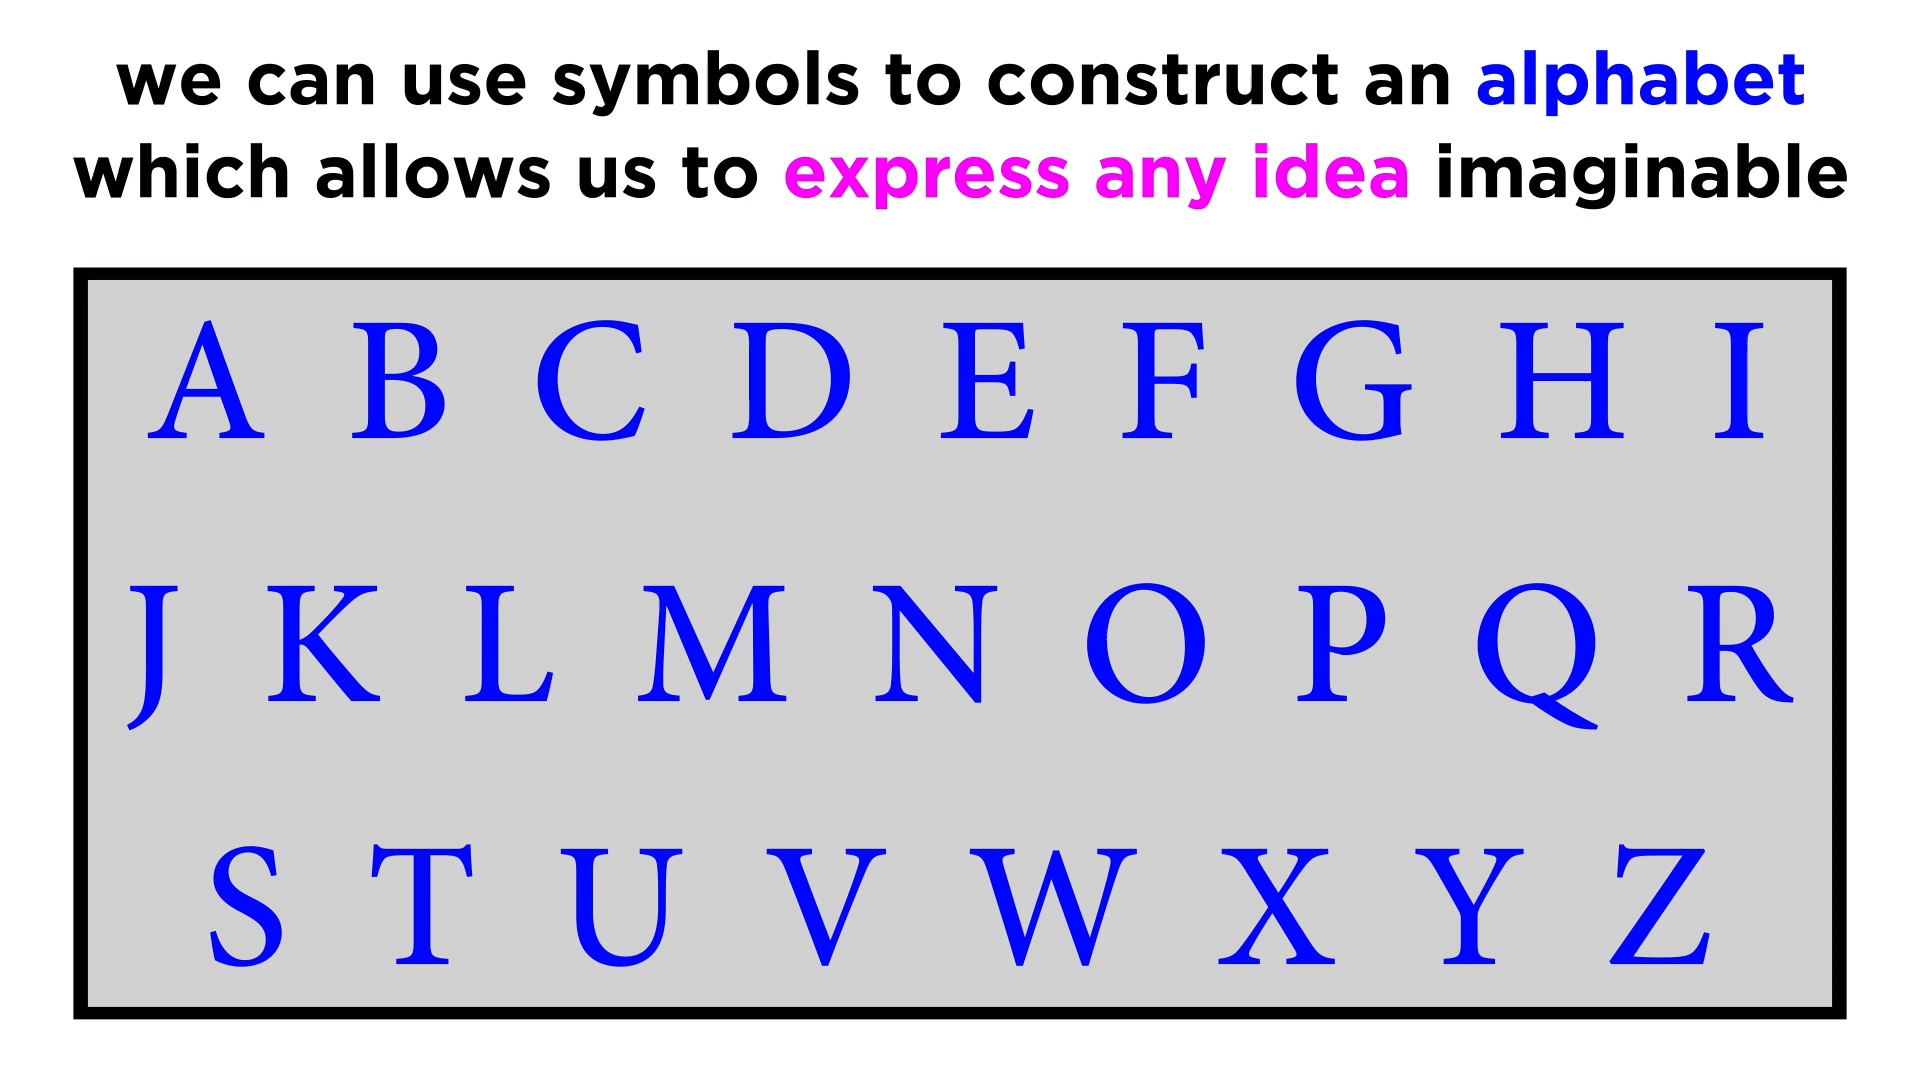 we can use symbols to construct an alphabet
which allows us to express any idea imaginable
A B C D E F G H I
J K L M N O P Q R
S T U V W X Y Z